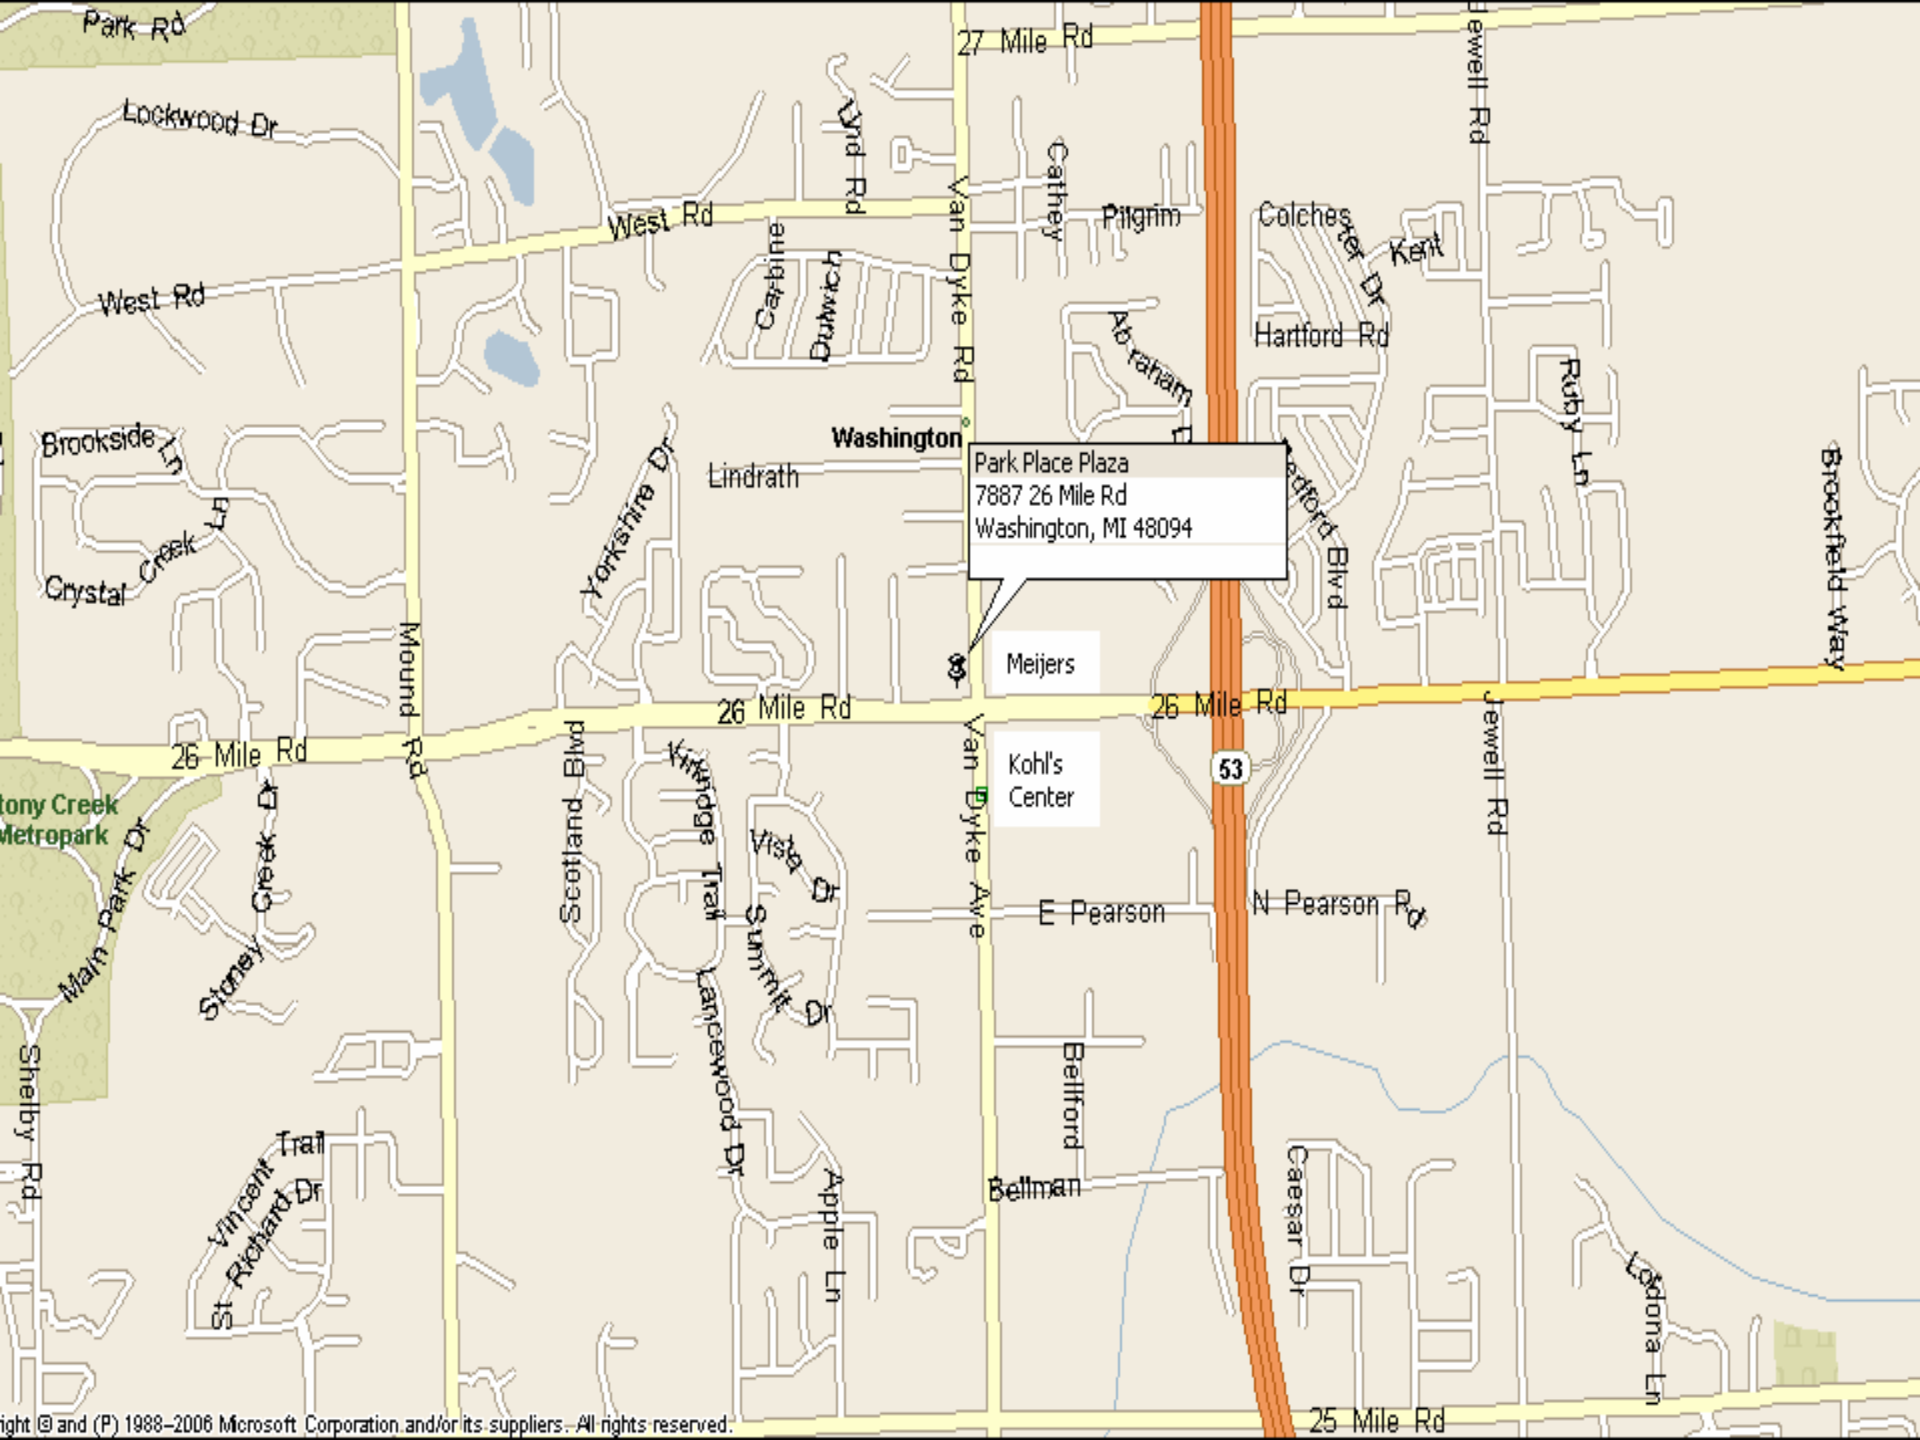 Park Rd
27 Mile Rd
Jewell Rd
Lockwood Dr
Lynd Rd
Cathey
Van Dyke Rd
West Rd
Pilgrim
Colchester Dr
Kent
Carbine
Dulwich
West Rd
Abraham
Hartford Rd
Ruby Ln
Brookside Ln
Washington
Lindrath
Yorkshire Dr
Park Place Plaza
7887 26 Mile Rd
Washington, MI 48094
edford Blvd
Brookfield Way
Crystal Creek Ln
Mound Rd
Meijers
26 Mile Rd
26 Mile Rd
26 Mile Rd
Jewell Rd
Van Dyke Ave
Kohl's
Center
53
Scotland Blvd
Trail
tony Creek
Metropark
Main Park Dr
Stoney Creek Dr
Vista Dr
Summit Dr
E Pearson
N Pearson Rd
Lancewood Dr
Shelby Rd
Bellford
Vincent Trail
St Richard Dr
Bellman
Apple Ln
Caesar Dr
Ln
25 Mile Rd
ight © and (P) 1988–2006 Microsoft Corporation and/or its suppliers. All rights reserved.